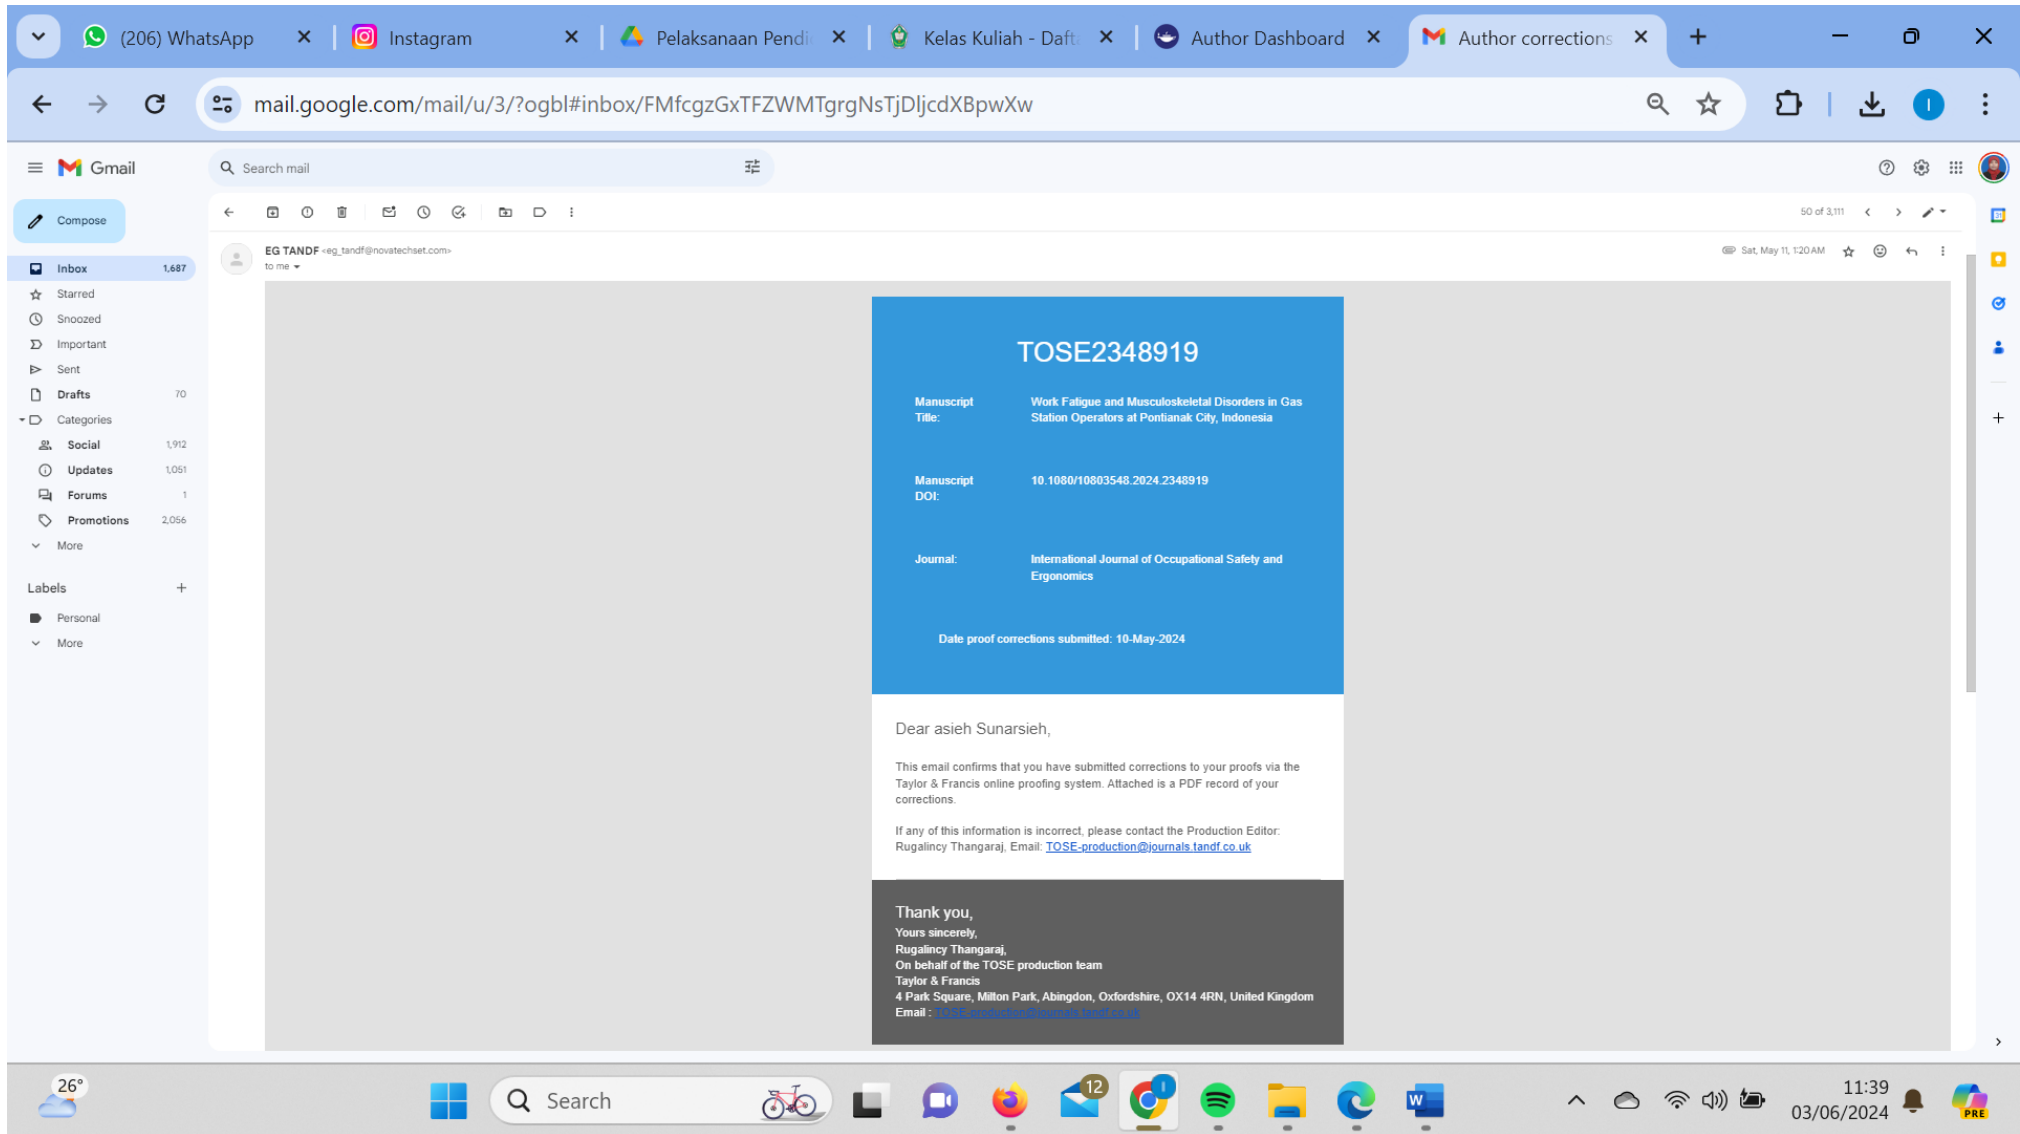 (206) WhatsApp
Instagram
Pelaksanaan Pendi
Kelas Kuliah - Daft
Author Dashboard
Author corrections
mail.google.com/mail/u/3/?ogbl#inbox/FMfcgzGxTFZWMTgrgNsTjDljcdXBpwXw
I
Gmail
Search mail
Compose
50 of 3,111
EG TANDF <eg_tandf@novatechset.com>
Sat, May 11, 1:20 AM
to me
Inbox 1,687
Starred
Snoozed
Important
Sent
Drafts 70
Categories
Social 1,912
Updates 1,051
Forums 1
Promotions 2,056
More
Labels
Personal
More
TOSE2348919
Manuscript Title: Work Fatigue and Musculoskeletal Disorders in Gas
Station Operators at Pontianak City, Indonesia
Manuscript DOI: 10.1080/10803548.2024.2348919
Journal: International Journal of Occupational Safety and
Ergonomics
Date proof corrections submitted: 10-May-2024
Dear asieh Sunarsieh,
This email confirms that you have submitted corrections to your proofs via the
Taylor & Francis online proofing system. Attached is a PDF record of your
corrections.
If any of this information is incorrect, please contact the Production Editor:
Rugalincy Thangaraj, Email: TOSE-production@journals.tandf.co.uk
Thank you,
Yours sincerely,
Rugalincy Thangaraj,
On behalf of the TOSE production team
Taylor & Francis
4 Park Square, Milton Park, Abingdon, Oxfordshire, OX14 4RN, United Kingdom
Email : TOSE-production@journals.tandf.co.uk
26°
Search
12
I
W
11:39
03/06/2024
PRE